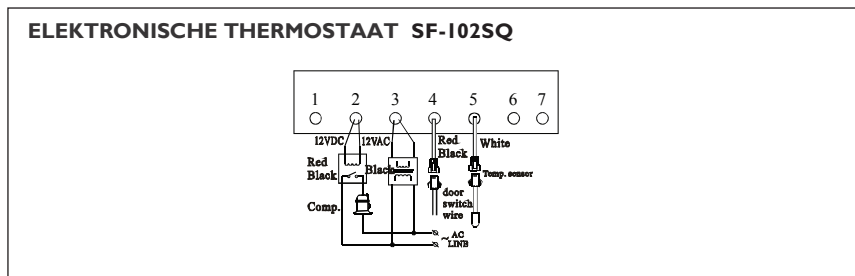 ELEKTRONISCHE THERMOSTAAT SF-102SQ
1 2 3 4 5 6 7
12VDC 12VAC Red Black White
Red Black Black Temp. sensor
Comp. door switch wire
~ AC LINE